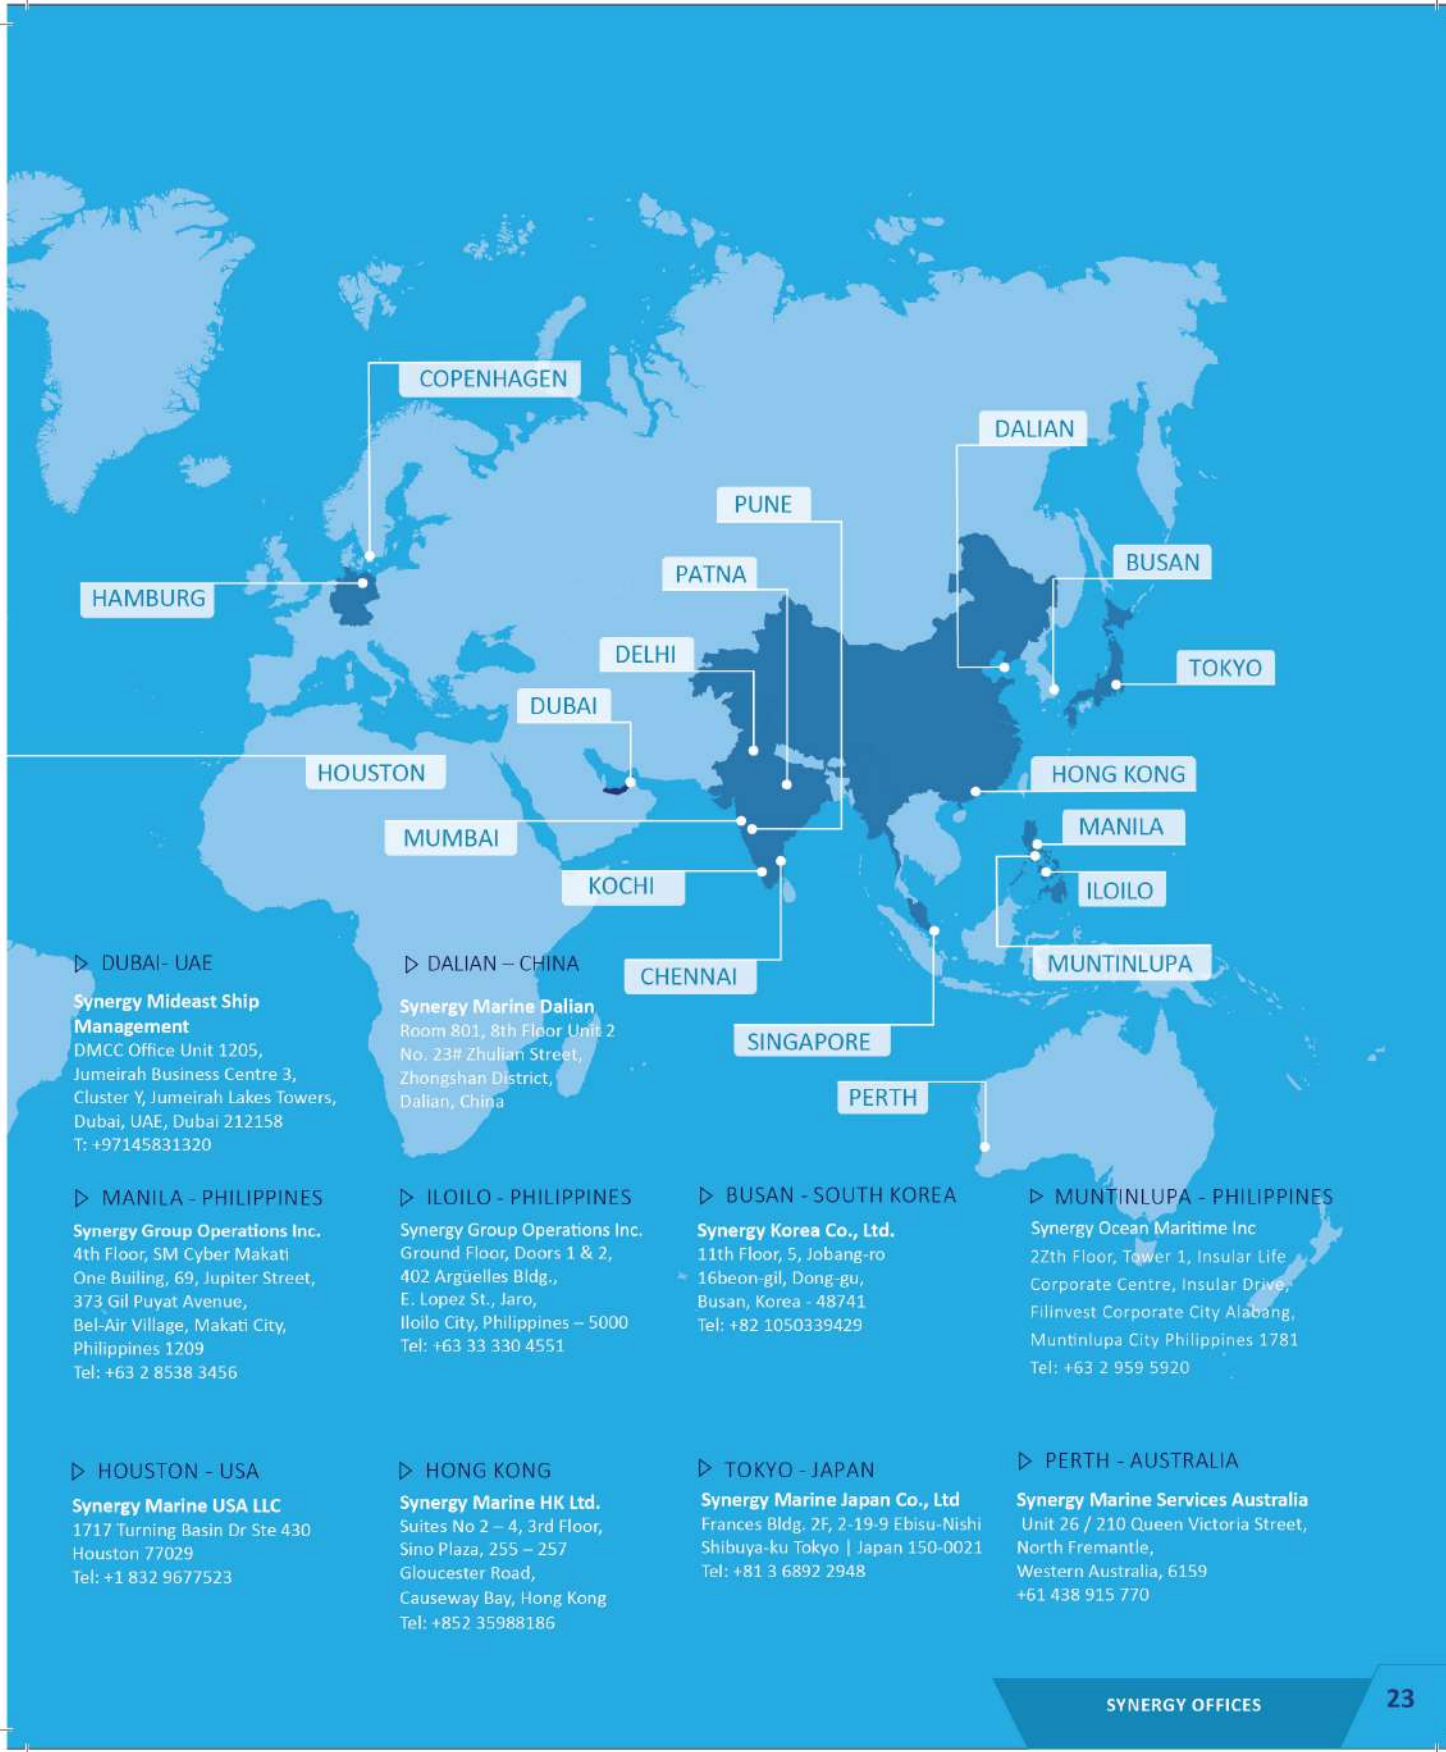 COPENHAGEN
DALIAN
PUNE
BUSAN
PATNA
HAMBURG
DELHI
TOKYO
DUBAI
HOUSTON
HONG KONG
MANILA
MUMBAI
KOCHI
ILOILO
MUNTINLUPA
CHENNAI
SINGAPORE
PERTH
DUBAI- UAE
Synergy Mideast Ship
Management
DMCC Office Unit 1205,
Jumeirah Business Centre 3,
Cluster Y, Jumeirah Lakes Towers,
Dubai, UAE, Dubai 212158
T: +97145831320
DALIAN – CHINA
Synergy Marine Dalian
Room 801, 8th Floor Unit 2
No. 23# Zhulian Street,
Zhongshan District,
Dalian, China
MANILA - PHILIPPINES
Synergy Group Operations Inc.
4th Floor, SM Cyber Makati
One Builing, 69, Jupiter Street,
373 Gil Puyat Avenue,
Bel-Air Village, Makati City,
Philippines 1209
Tel: +63 2 8538 3456
ILOILO - PHILIPPINES
Synergy Group Operations Inc.
Ground Floor, Doors 1 & 2,
402 Argüelles Bldg.,
E. Lopez St., Jaro,
Iloilo City, Philippines – 5000
Tel: +63 33 330 4551
BUSAN - SOUTH KOREA
Synergy Korea Co., Ltd.
11th Floor, 5, Jobang-ro
16beon-gil, Dong-gu,
Busan, Korea - 48741
Tel: +82 1050339429
MUNTINLUPA - PHILIPPINES
Synergy Ocean Maritime Inc
2Zth Floor, Tower 1, Insular Life
Corporate Centre, Insular Drive,
Filinvest Corporate City Alabang,
Muntinlupa City Philippines 1781
Tel: +63 2 959 5920
HOUSTON - USA
Synergy Marine USA LLC
1717 Turning Basin Dr Ste 430
Houston 77029
Tel: +1 832 9677523
HONG KONG
Synergy Marine HK Ltd.
Suites No 2 – 4, 3rd Floor,
Sino Plaza, 255 – 257
Gloucester Road,
Causeway Bay, Hong Kong
Tel: +852 35988186
TOKYO - JAPAN
Synergy Marine Japan Co., Ltd
Frances Bldg. 2F, 2-19-9 Ebisu-Nishi
Shibuya-ku Tokyo | Japan 150-0021
Tel: +81 3 6892 2948
PERTH - AUSTRALIA
Synergy Marine Services Australia
Unit 26 / 210 Queen Victoria Street,
North Fremantle,
Western Australia, 6159
+61 438 915 770
SYNERGY OFFICES
23